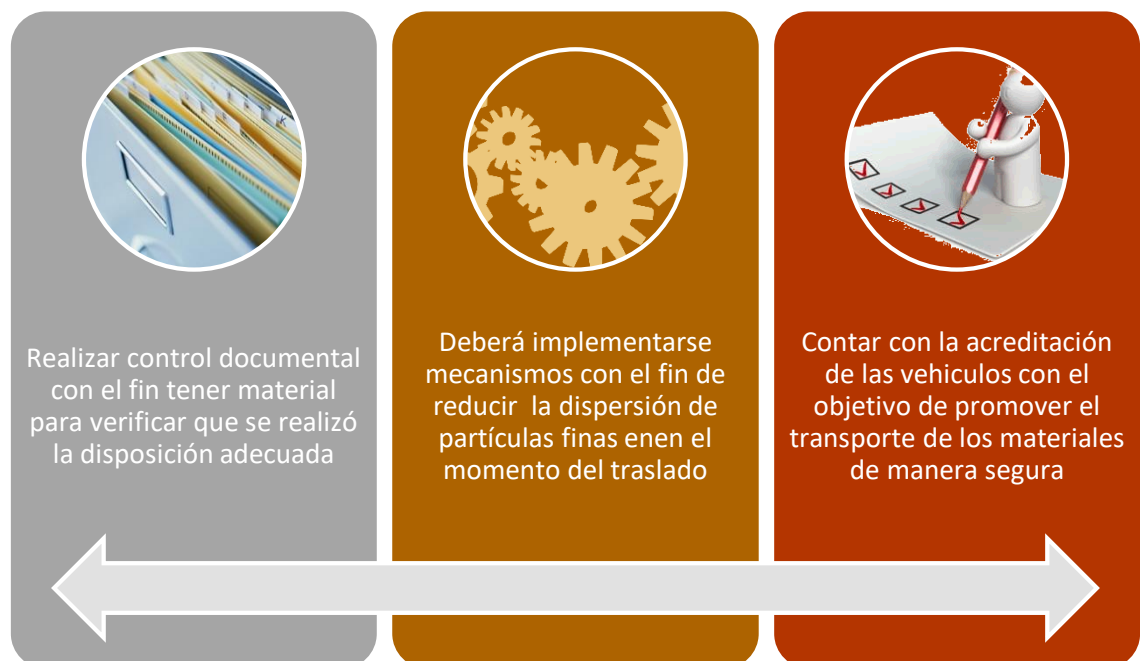 Realizar control documental
con el fin tener material
para verificar que se realizó
la disposición adecuada
Deberá implementarse
mecanismos con el fin de
reducir la dispersión de
partículas finas enen el
momento del traslado
Contar con la acreditación
de las vehiculos con el
objetivo de promover el
transporte de los materiales
de manera segura